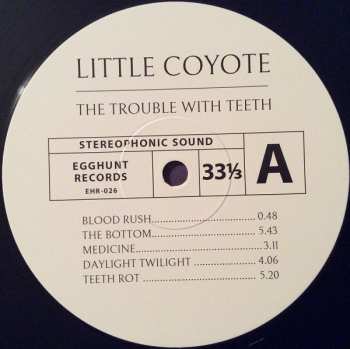 LITTLE COYOTE
THE TROUBLE WITH TEETH
STEREOPHONIC SOUND
EGGHUNT
RECORDS
EHR-026
33⅓
A
BLOOD RUSH................................... 0.48
THE BOTTOM.................................... 5.43
MEDICINE....................................3.11
DAYLIGHT TWILIGHT .................... 4.06
TEETH ROT ..................................... 5.20